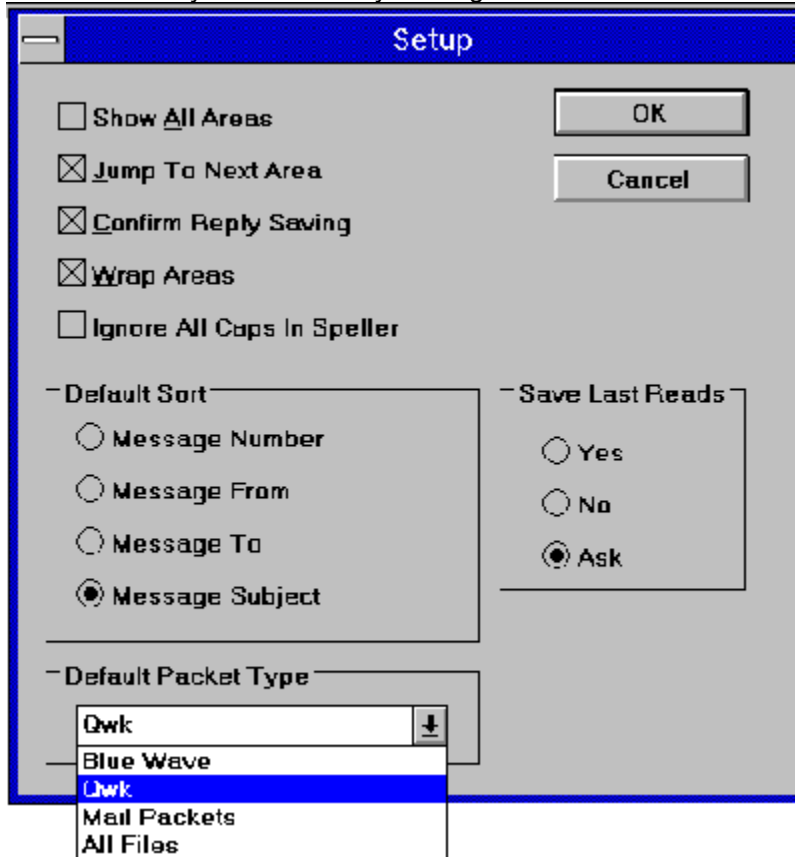 Setup
Show All Areas
OK
Jump To Next Area
Cancel
Confirm Reply Saving
Wrap Areas
Ignore All Caps In Speller
Default Sort
Message Number
Message From
Message To
Message Subject
Save Last Reads
Yes
No
Ask
Default Packet Type
Qwk
Blue Wave
Qwk
Mail Packets
All Files